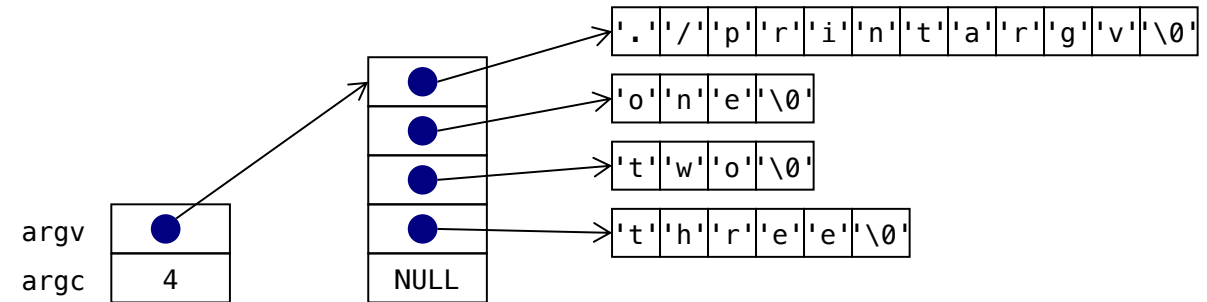 '.' '/' 'p' 'r' 'i' 'n' 't' 'a' 'r' 'g' 'v' '\0'
'o' 'n' 'e' '\0'
't' 'w' 'o' '\0'
argv 't' 'h' 'r' 'e' 'e' '\0'
argc 4 NULL